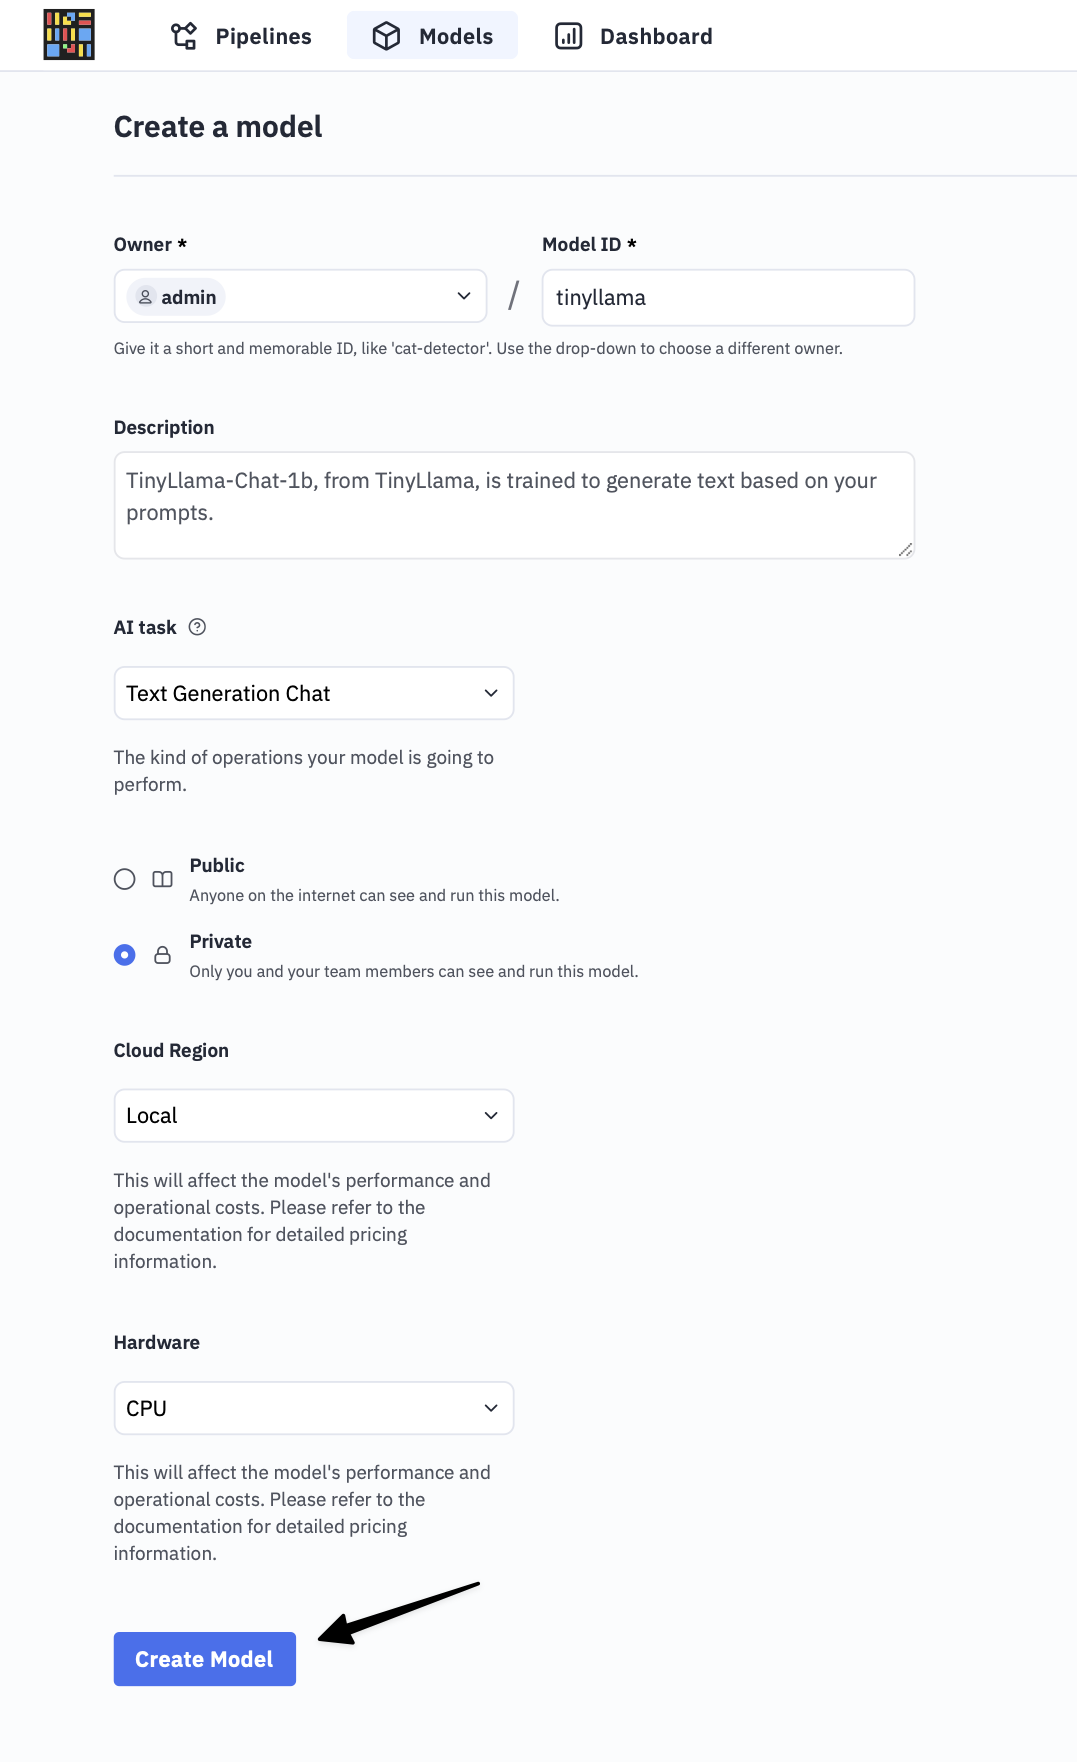 Pipelines Models Dashboard
Create a model
Owner * Model ID *
admin / tinyllama
Give it a short and memorable ID, like 'cat-detector'. Use the drop-down to choose a different owner.
Description
TinyLlama-Chat-1b, from TinyLlama, is trained to generate text based on your
prompts.
AI task ?
Text Generation Chat
The kind of operations your model is going to
perform.
Public
Anyone on the internet can see and run this model.
Private
Only you and your team members can see and run this model.
Cloud Region
Local
This will affect the model's performance and
operational costs. Please refer to the
documentation for detailed pricing
information.
Hardware
CPU
This will affect the model's performance and
operational costs. Please refer to the
documentation for detailed pricing
information.
Create Model